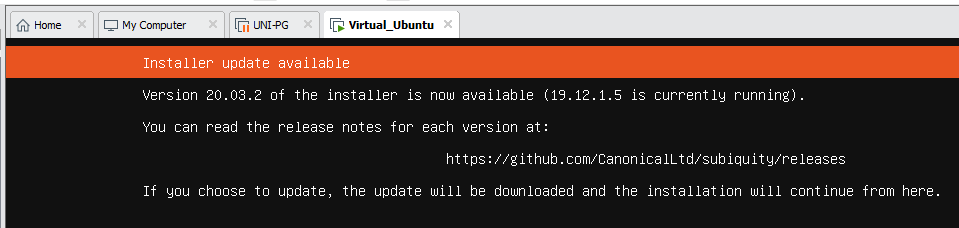 Home My Computer UNI-PG Virtual_Ubuntu
Installer update available
Version 20.03.2 of the installer is now available (19.12.1.5 is currently running).
You can read the release notes for each version at:
https://github.com/CanonicalLtd/subiquity/releases
If you choose to update, the update will be downloaded and the installation will continue from here.